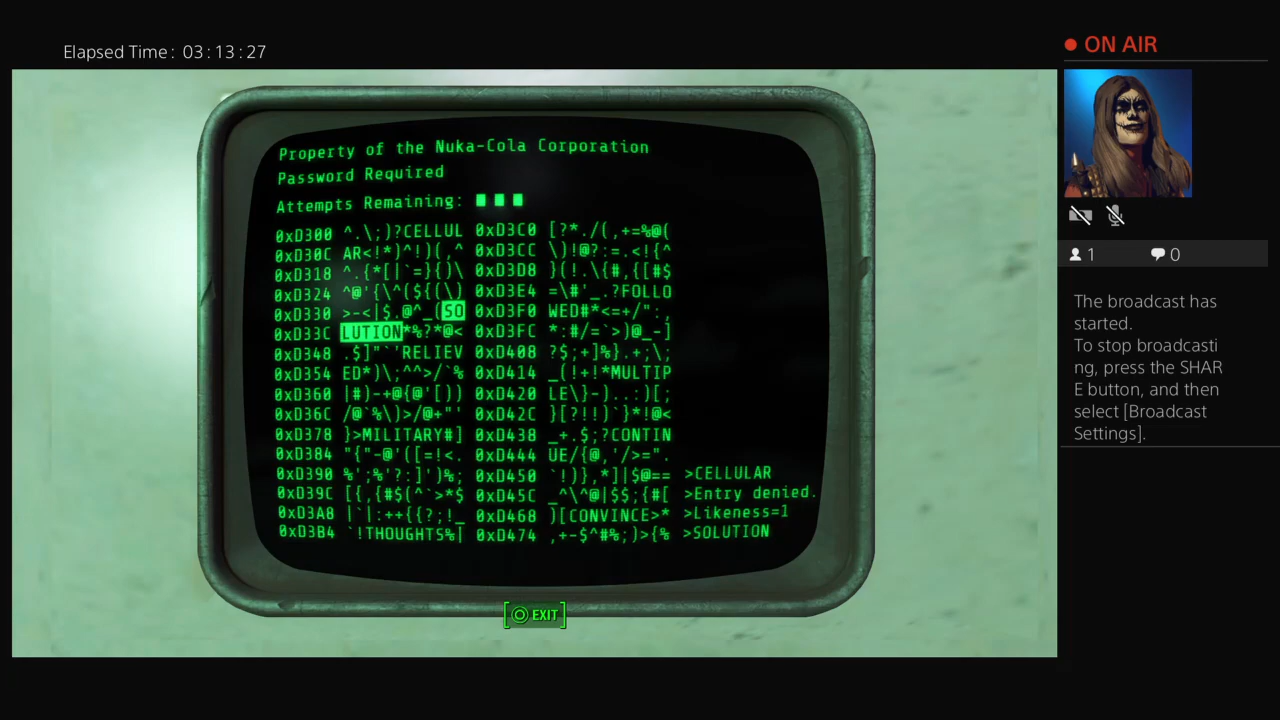 Elapsed Time: 03:13:27
ON AIR
Property of the Nuka-Cola Corporation
Password Required
Attempts Remaining:
0xD300 ^.\;)?CELLUL 0xD3C0 [?*./(,+=%@(
0xD30C AR<!*)^!)(,^ 0xD3CC \)!@?:=.<!{^
0xD318 ^.{*[|`=}{)\ 0xD3D8 }(!.\{#,{[#$
0xD324 ^@'{\^($({(\) 0xD3E4 =\#'_.?FOLLO
0xD330 >-<|$.@^_(SO 0xD3F0 WED#*<=+/":,
0xD33C LUTION*%?*@< 0xD3FC *:#/=`>)@_-]
0xD348 .$]"`'RELIEV 0xD408 ?$;+]%}.+;\;
0xD354 ED*)\;^^>/`% 0xD414 _(!+!*MULTIP
0xD360 |#)-+@{@'[)) 0xD420 LE\}-)..:)[;
0xD36C /@`%\)>/@+"' 0xD42C }[?!!)`}*!@<
0xD378 }>MILITARY#] 0xD438 _+.$;?CONTIN
0xD384 "{"-@'([=!<. 0xD444 UE/{@,'/>=".
0xD390 %';%'?:]')%; 0xD450 `!)},*]|$@== >CELLULAR
0xD39C [{,{#$(^`>*$ 0xD45C _^\^@|$$;{#[ >Entry denied.
0xD3A8 |`|:++{{?;!_ 0xD468 )[CONVINCE>* >Likeness=1
0xD3B4 `!THOUGHTS%| 0xD474 ,+-$^#%;)>{% >SOLUTION
EXIT
1 0
The broadcast has
started.
To stop broadcasti
ng, press the SHAR
E button, and then
select [Broadcast
Settings].